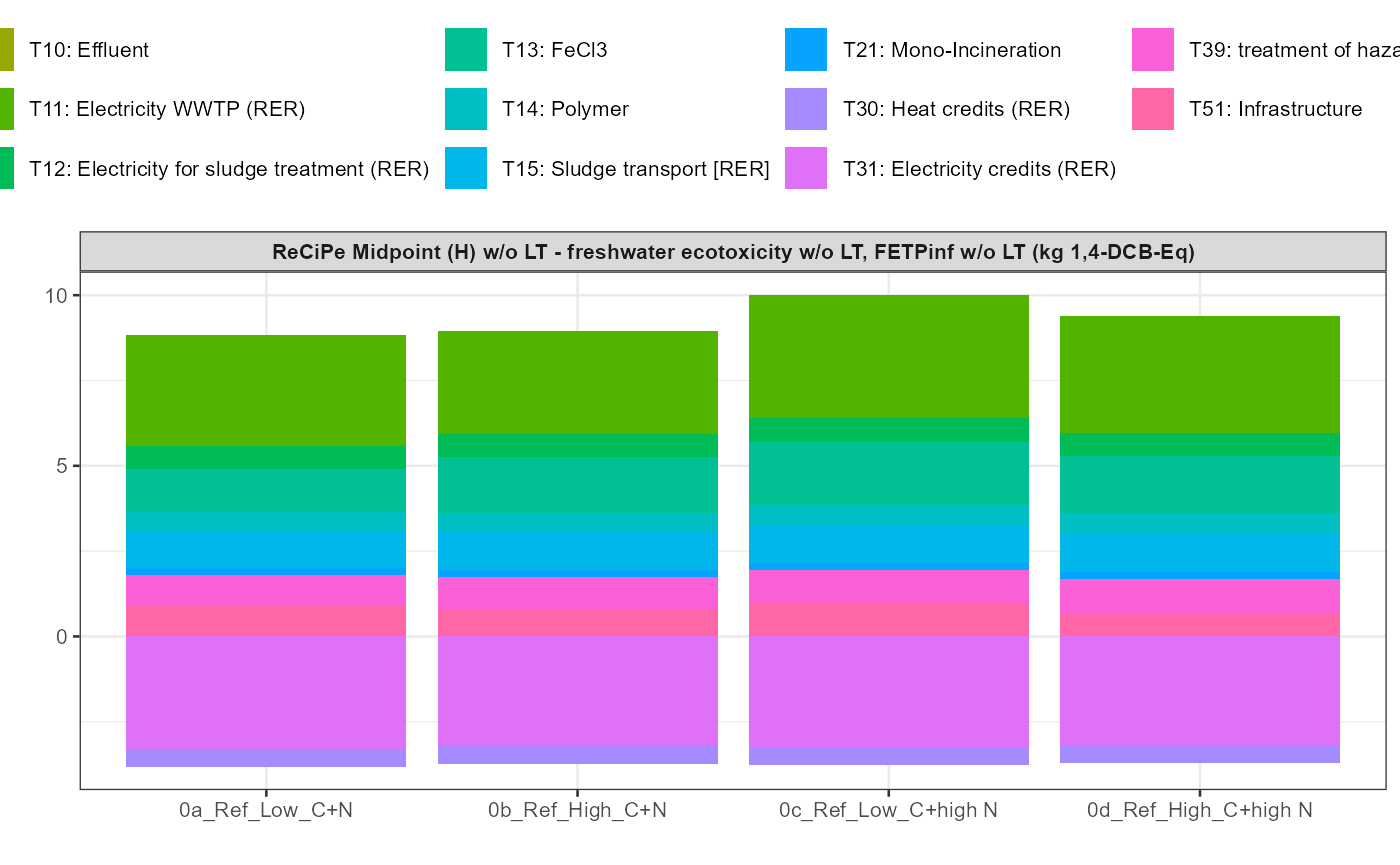 T10: Effluent T13: FeCl3 T21: Mono-Incineration T39: treatment of haza
T11: Electricity WWTP (RER) T14: Polymer T30: Heat credits (RER) T51: Infrastructure
T12: Electricity for sludge treatment (RER) T15: Sludge transport [RER] T31: Electricity credits (RER)
ReCiPe Midpoint (H) w/o LT - freshwater ecotoxicity w/o LT, FETPinf w/o LT (kg 1,4-DCB-Eq)
10
5
0
0a_Ref_Low_C+N 0b_Ref_High_C+N 0c_Ref_Low_C+high N 0d_Ref_High_C+high N